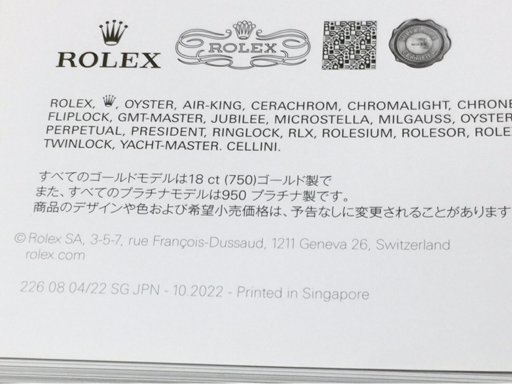 ROLEX ROLEX
ROLEX, OYSTER, AIR-KING, CERACHROM, CHROMALIGHT,
FLIPLOCK, GMT-MASTER, JUBILEE, MICROSTELLA, MILGAUSS, OYSTER
PERPETUAL, PRESIDENT, RINGLOCK, RLX, ROLESIUM, ROLESOR,
TWINLOCK, YACHT-MASTER. CELLINI.
すべてのゴールドモデルは18 ct (750)ゴールド製で
また、すべてのプラチナモデルは950 プラチナ製です。
商品のデザインや色および希望小売価格は、予告なしに変更されることがあります
© Rolex SA, 3-5-7, rue François-Dussaud, 1211 Geneva 26, Switzerland
rolex.com
226 08 04/22 SG JPN - 10.2022 - Printed in Singapore